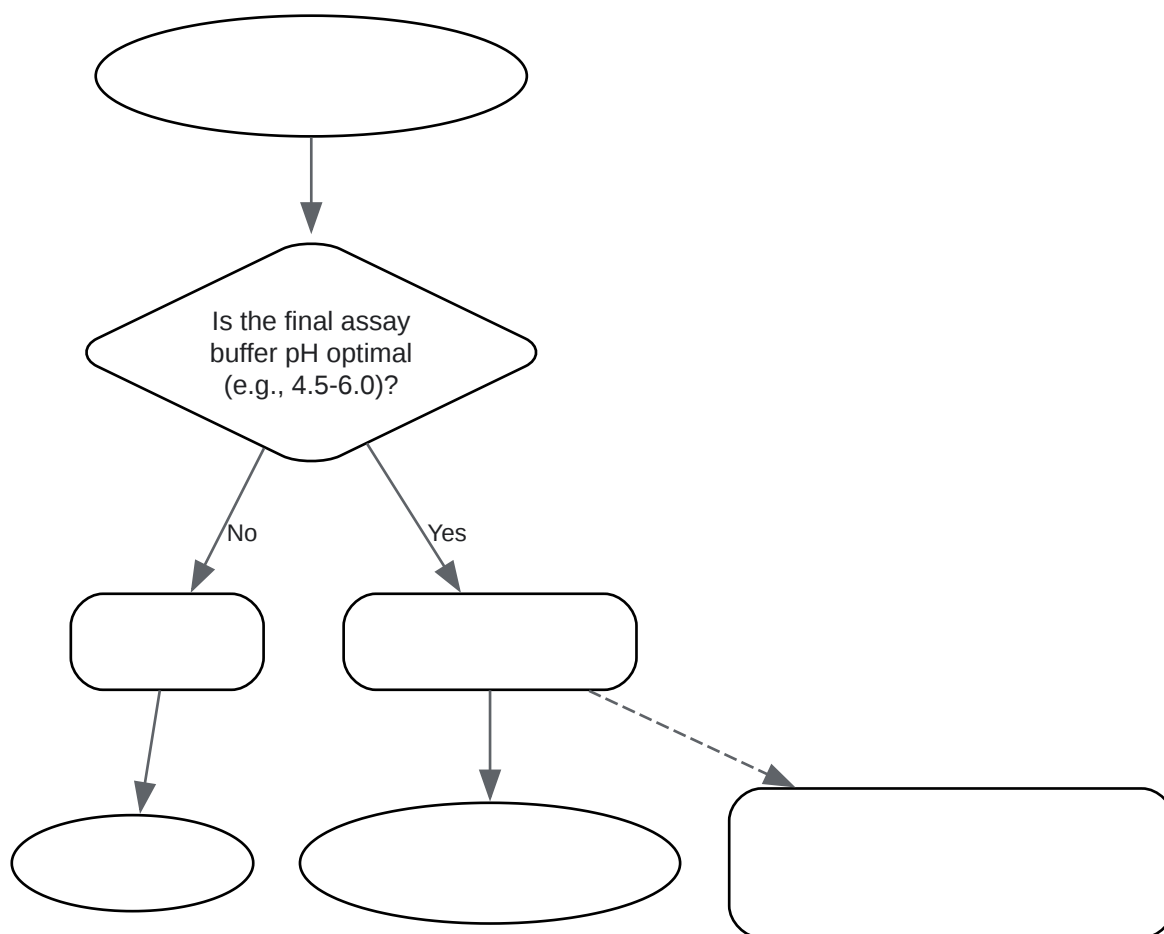 Is the final assay
buffer pH optimal
(e.g., 4.5-6.0)?
No
Yes